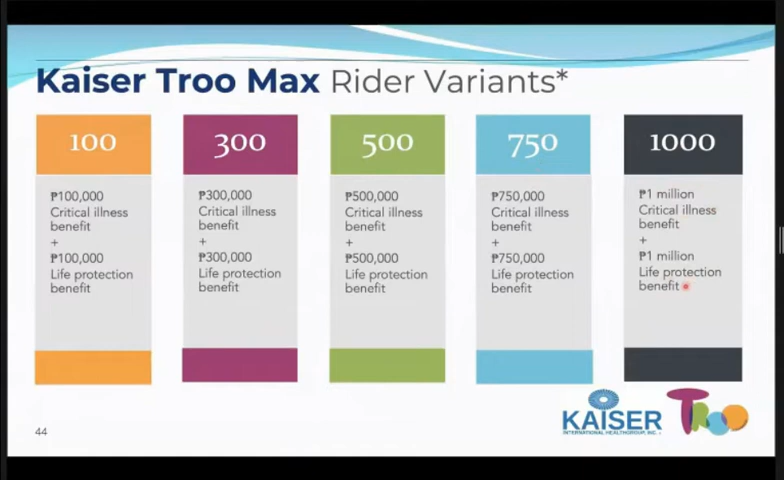 Kaiser Troo Max Rider Variants*
100
₱100,000
Critical illness
benefit
+
₱100,000
Life protection
benefit
300
₱300,000
Critical illness
benefit
+
₱300,000
Life protection
benefit
500
₱500,000
Critical illness
benefit
+
₱500,000
Life protection
benefit
750
₱750,000
Critical illness
benefit
+
₱750,000
Life protection
benefit
1000
₱1 million
Critical illness
benefit
+
₱1 million
Life protection
benefit
44
KAISER
INTERNATIONAL HEALTHGROUP, INC.
Troo